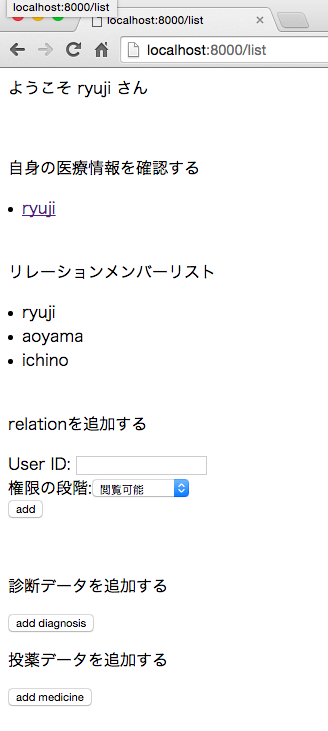 localhost:8000/list
localhost:8000/list
localhost:8000/list
ようこそ ryuji さん
自身の医療情報を確認する
ryuji
リレーションメンバーリスト
ryuji
aoyama
ichino
relationを追加する
User ID:
権限の段階: 閲覧可能
add
診断データを追加する
add diagnosis
投薬データを追加する
add medicine